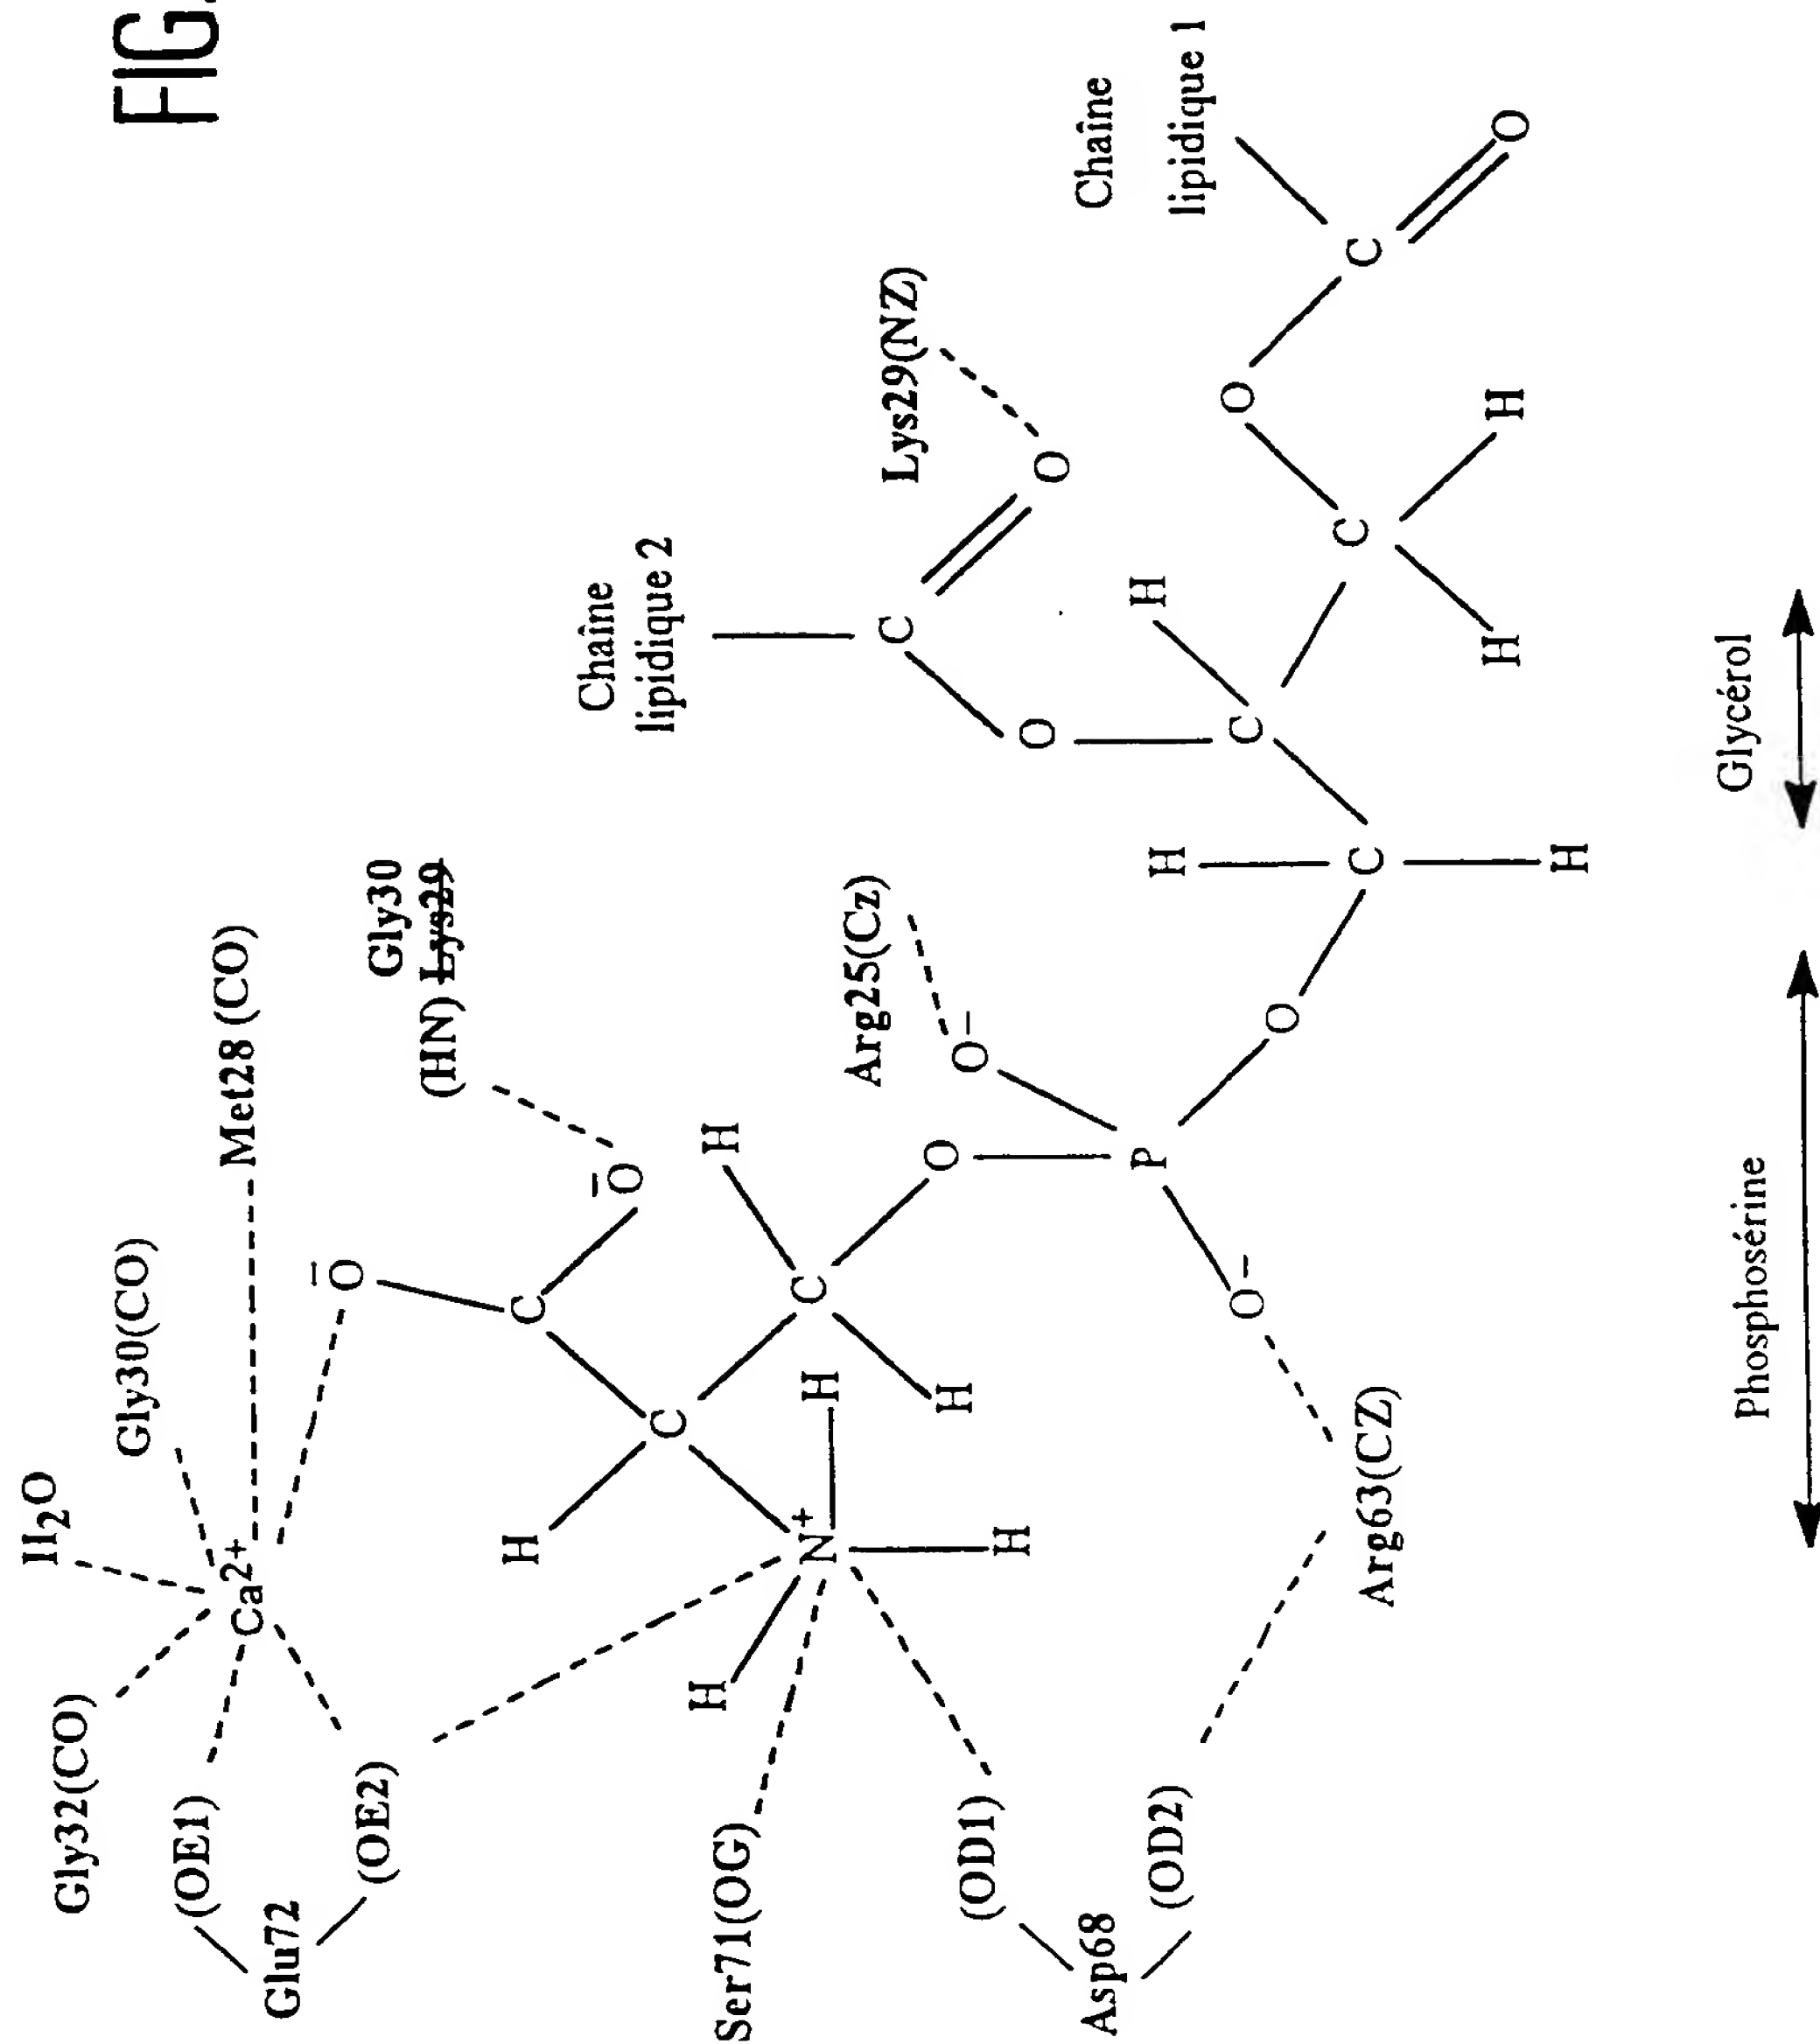 FIG.
H₂O
Gly32(CO)
Gly30(CO)
(OE1)
Ca²⁺
Met28 (CO)
Glu72
O̅
(OE2)
Gly30
(HN) ~~Lys29~~
H
C
Chaîne
lipidique 2
O̅
C
H
H
Ser71(OG)
N⁺
H
C
H
Arg25(Cz)
C
Lys29(NZ)
H
H
O
O⁻
O
O
(OD1)
Asp68
Chaîne
lipidique 1
P
H
H
(OD2)
O⁻
O
C
O
Arg63(CZ)
C
C
C
H
H
H
O
Phosphosérine
Glycérol